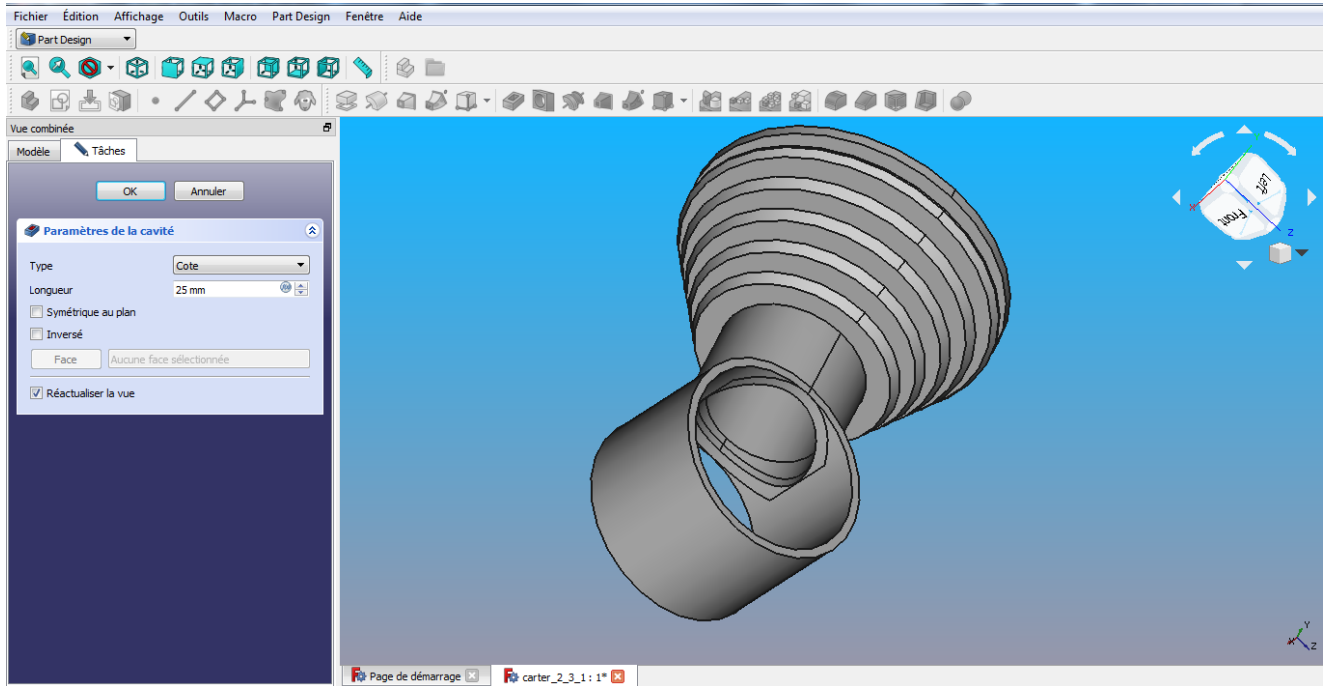 Fichier Édition Affichage Outils Macro Part Design Fenêtre Aide
Part Design
Vue combinée
Modèle Tâches
OK Annuler
Paramètres de la cavité
Type Cote
Longueur 25 mm
Symétrique au plan
Inversé
Face Aucune face sélectionnée
Réactualiser la vue
Left
Front
X
Z
Y
X Z
Page de démarrage carter_2_3_1 : 1*